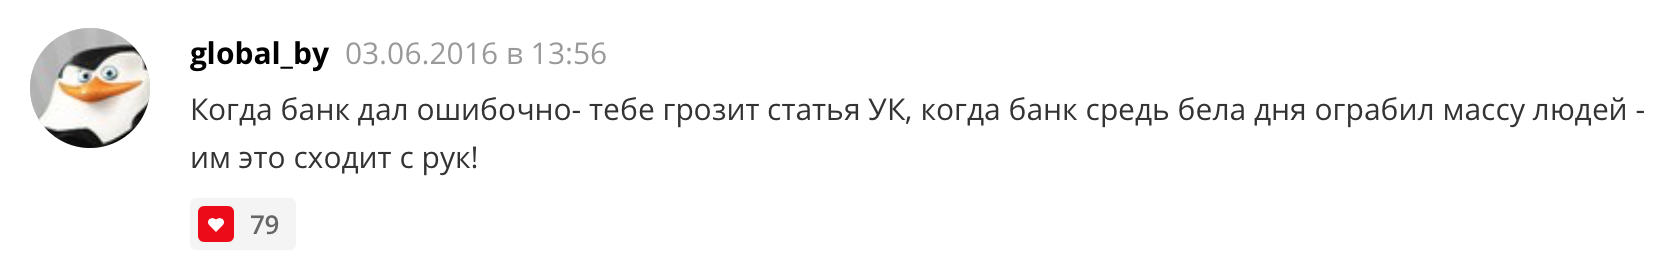 global_by 03.06.2016 в 13:56
Когда банк дал ошибочно- тебе грозит статья УК, когда банк средь бела дня ограбил массу людей -
им это сходит с рук!
79